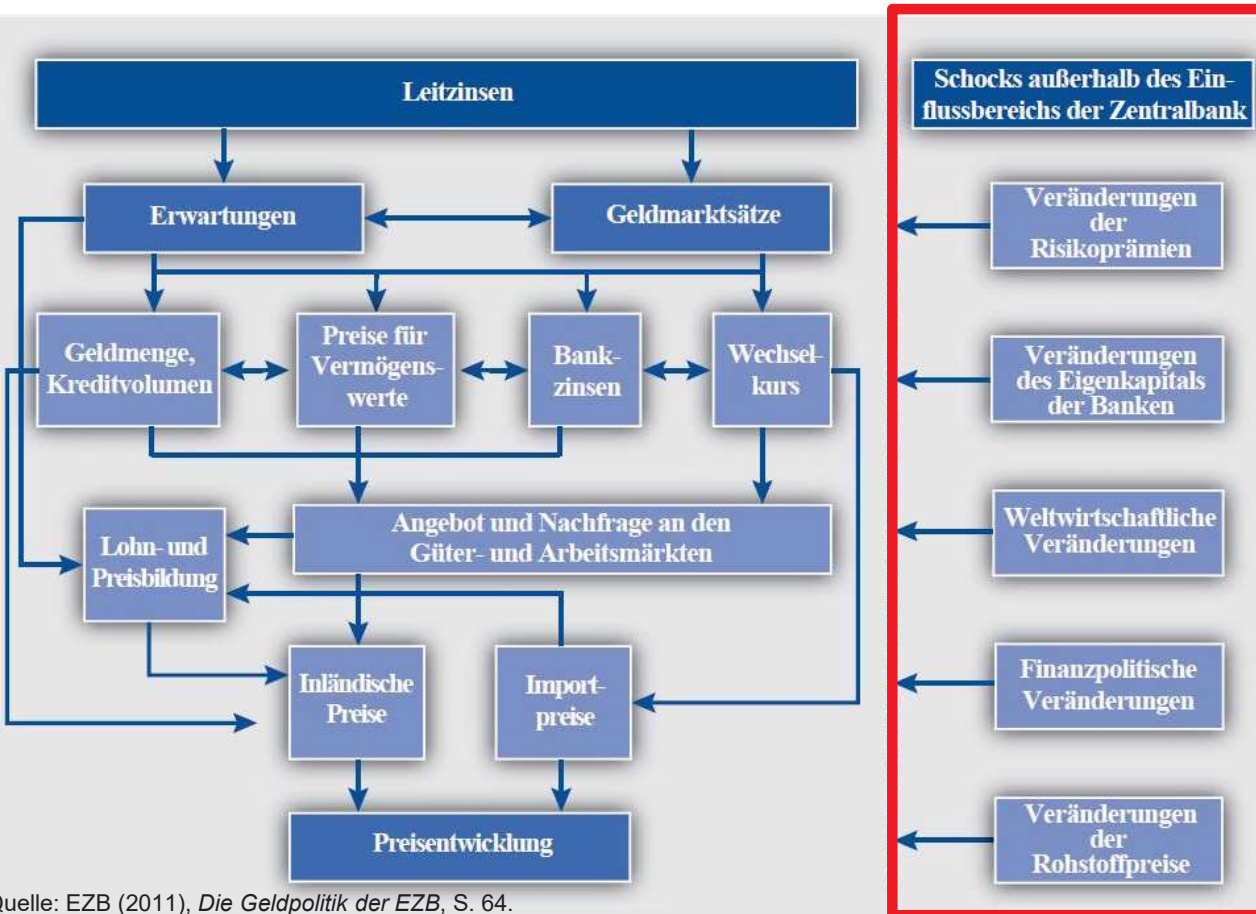 Leitzinsen
Erwartungen
Geldmarktsätze
Geldmenge,
Kreditvolumen
Preise für
Vermögens-
werte
Bank-
zinsen
Wechsel-
kurs
Angebot und Nachfrage an den
Güter- und Arbeitsmärkten
Lohn- und
Preisbildung
Inländische
Preise
Import-
preise
Preisentwicklung
Schocks außerhalb des Ein-
flussbereichs der Zentralbank
Veränderungen
der
Risikoprämien
Veränderungen
des Eigenkapitals
der Banken
Weltwirtschaftliche
Veränderungen
Finanzpolitische
Veränderungen
Veränderungen
der
Rohstoffpreise
Quelle: EZB (2011), Die Geldpolitik der EZB, S. 64.